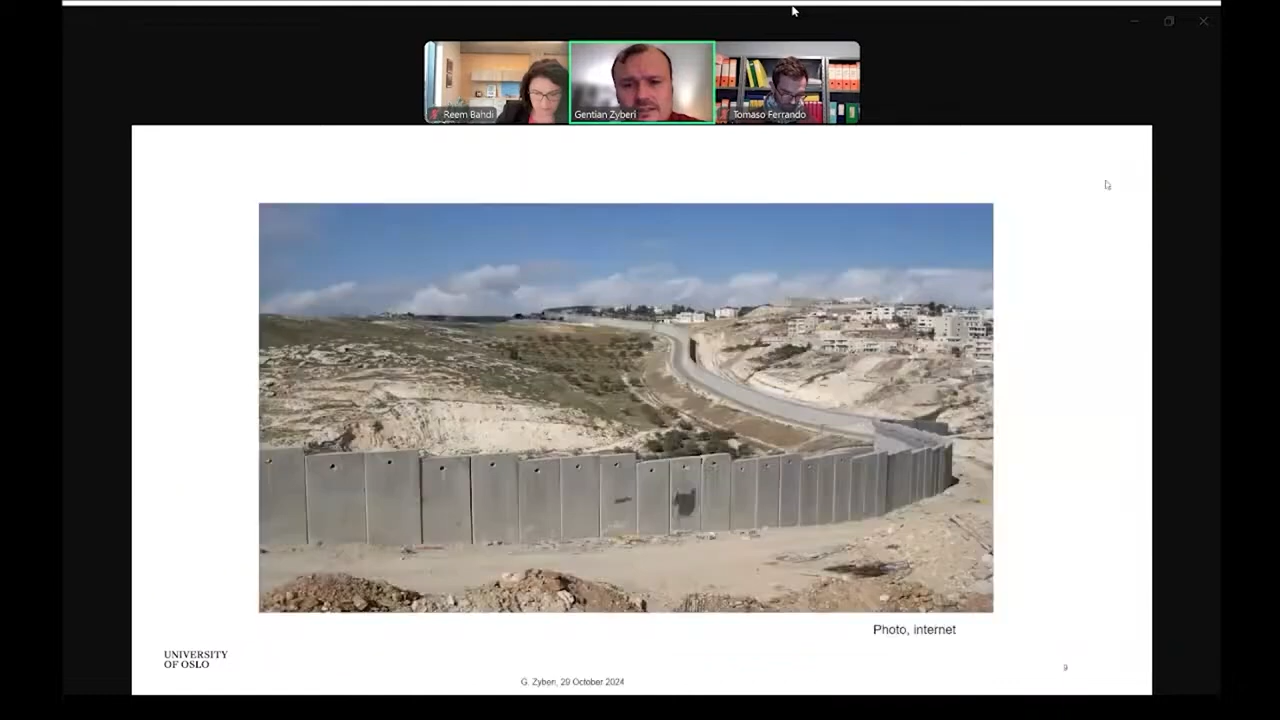 Reem Bahdi
Gentian Zyberi
Tomaso Ferrando
Photo, internet
UNIVERSITY
OF OSLO
9
G. Zyberi, 29 October 2024